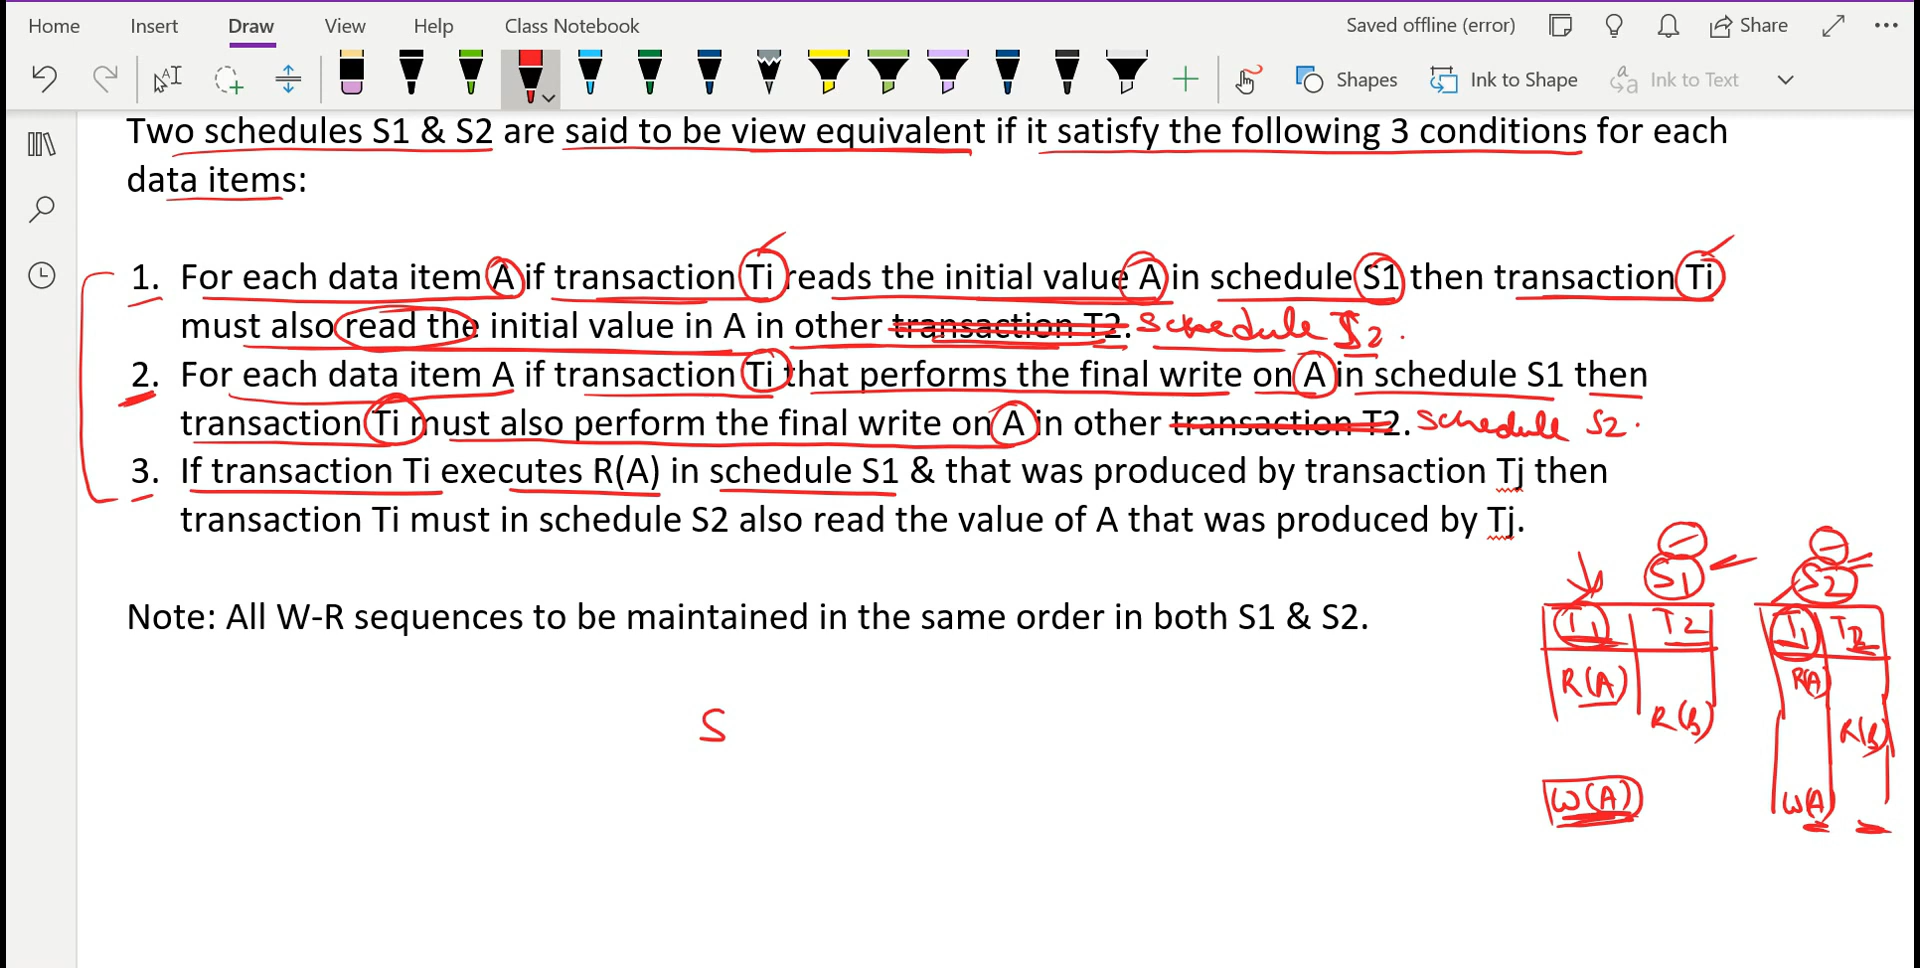 Home Insert Draw View Help Class Notebook Saved offline (error) Share
Shapes Ink to Shape Ink to Text
Two schedules S1 & S2 are said to be view equivalent if it satisfy the following 3 conditions for each
data items:
1. For each data item A if transaction Ti reads the initial value A in schedule S1 then transaction Ti
must also read the initial value in A in other transaction T2. Schedule S2.
2. For each data item A if transaction Ti that performs the final write on A in schedule S1 then
transaction Ti must also perform the final write on A in other transaction T2. Schedule S2.
3. If transaction Ti executes R(A) in schedule S1 & that was produced by transaction Tj then
transaction Ti must in schedule S2 also read the value of A that was produced by Tj.
S1 S2
Note: All W-R sequences to be maintained in the same order in both S1 & S2.
T1 T2 T1 T2
R(A) R(A)
R(B) R(B)
S
W(A) W(A)